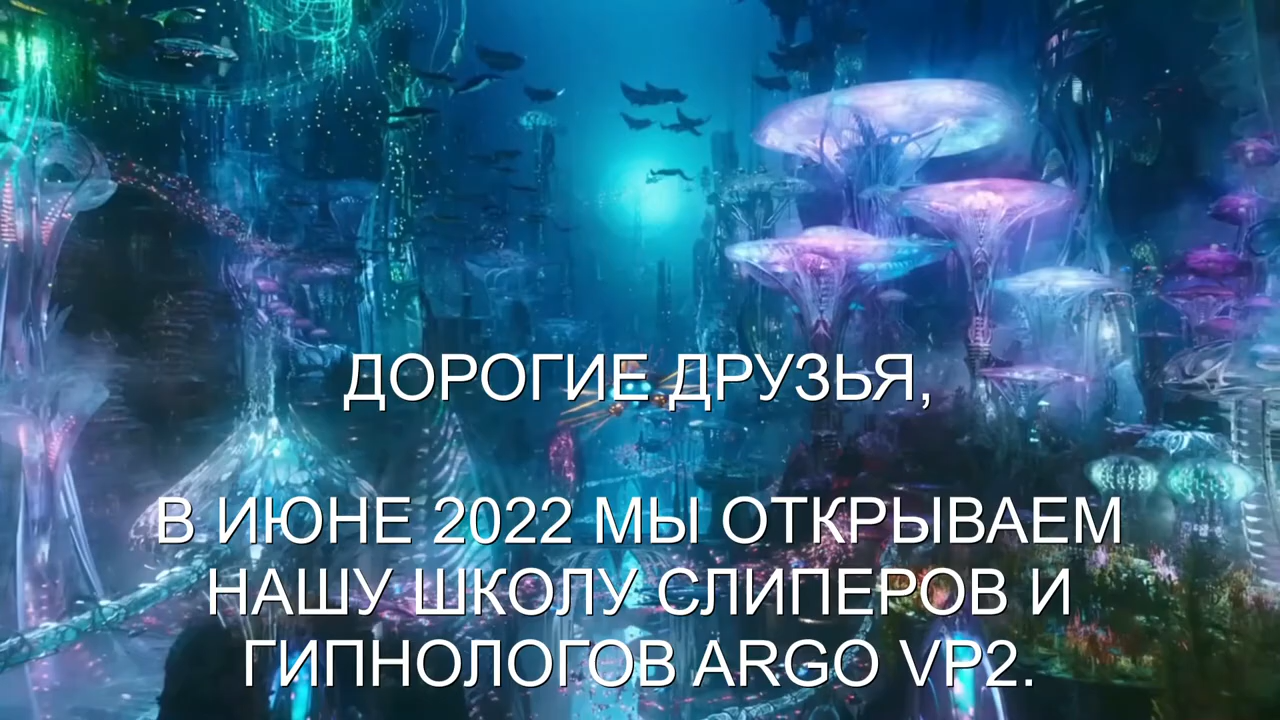 ДОРОГИЕ ДРУЗЬЯ,
В ИЮНЕ 2022 МЫ ОТКРЫВАЕМ
НАШУ ШКОЛУ СЛИПЕРОВ И
ГИПНОЛОГОВ ARGO VP2.